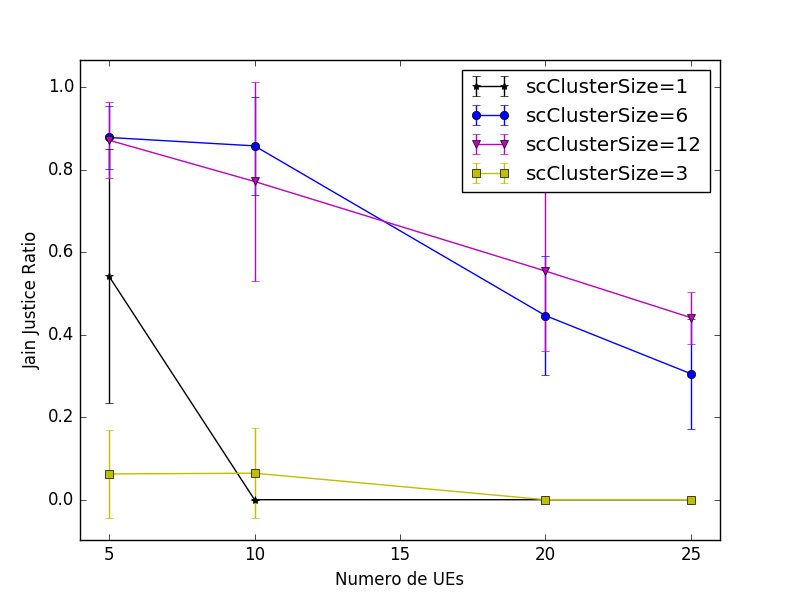 scClusterSize=1
scClusterSize=6
scClusterSize=12
scClusterSize=3
1.0
0.8
0.6
0.4
0.2
0.0
Jain Justice Ratio
5 10 15 20 25
Numero de UEs